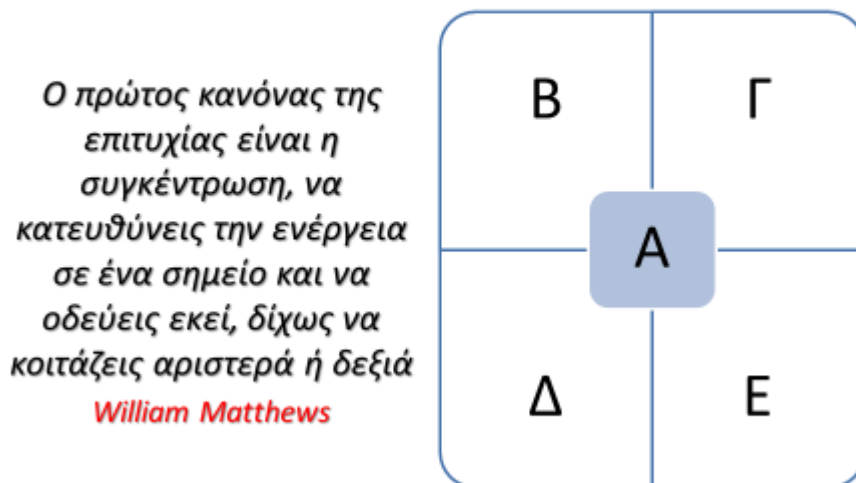 Ο πρώτος κανόνας της
επιτυχίας είναι η
συγκέντρωση, να
κατευθύνεις την ενέργεια
σε ένα σημείο και να
οδεύεις εκεί, δίχως να
κοιτάζεις αριστερά ή δεξιά
William Matthews
Β Γ
Α
Δ Ε